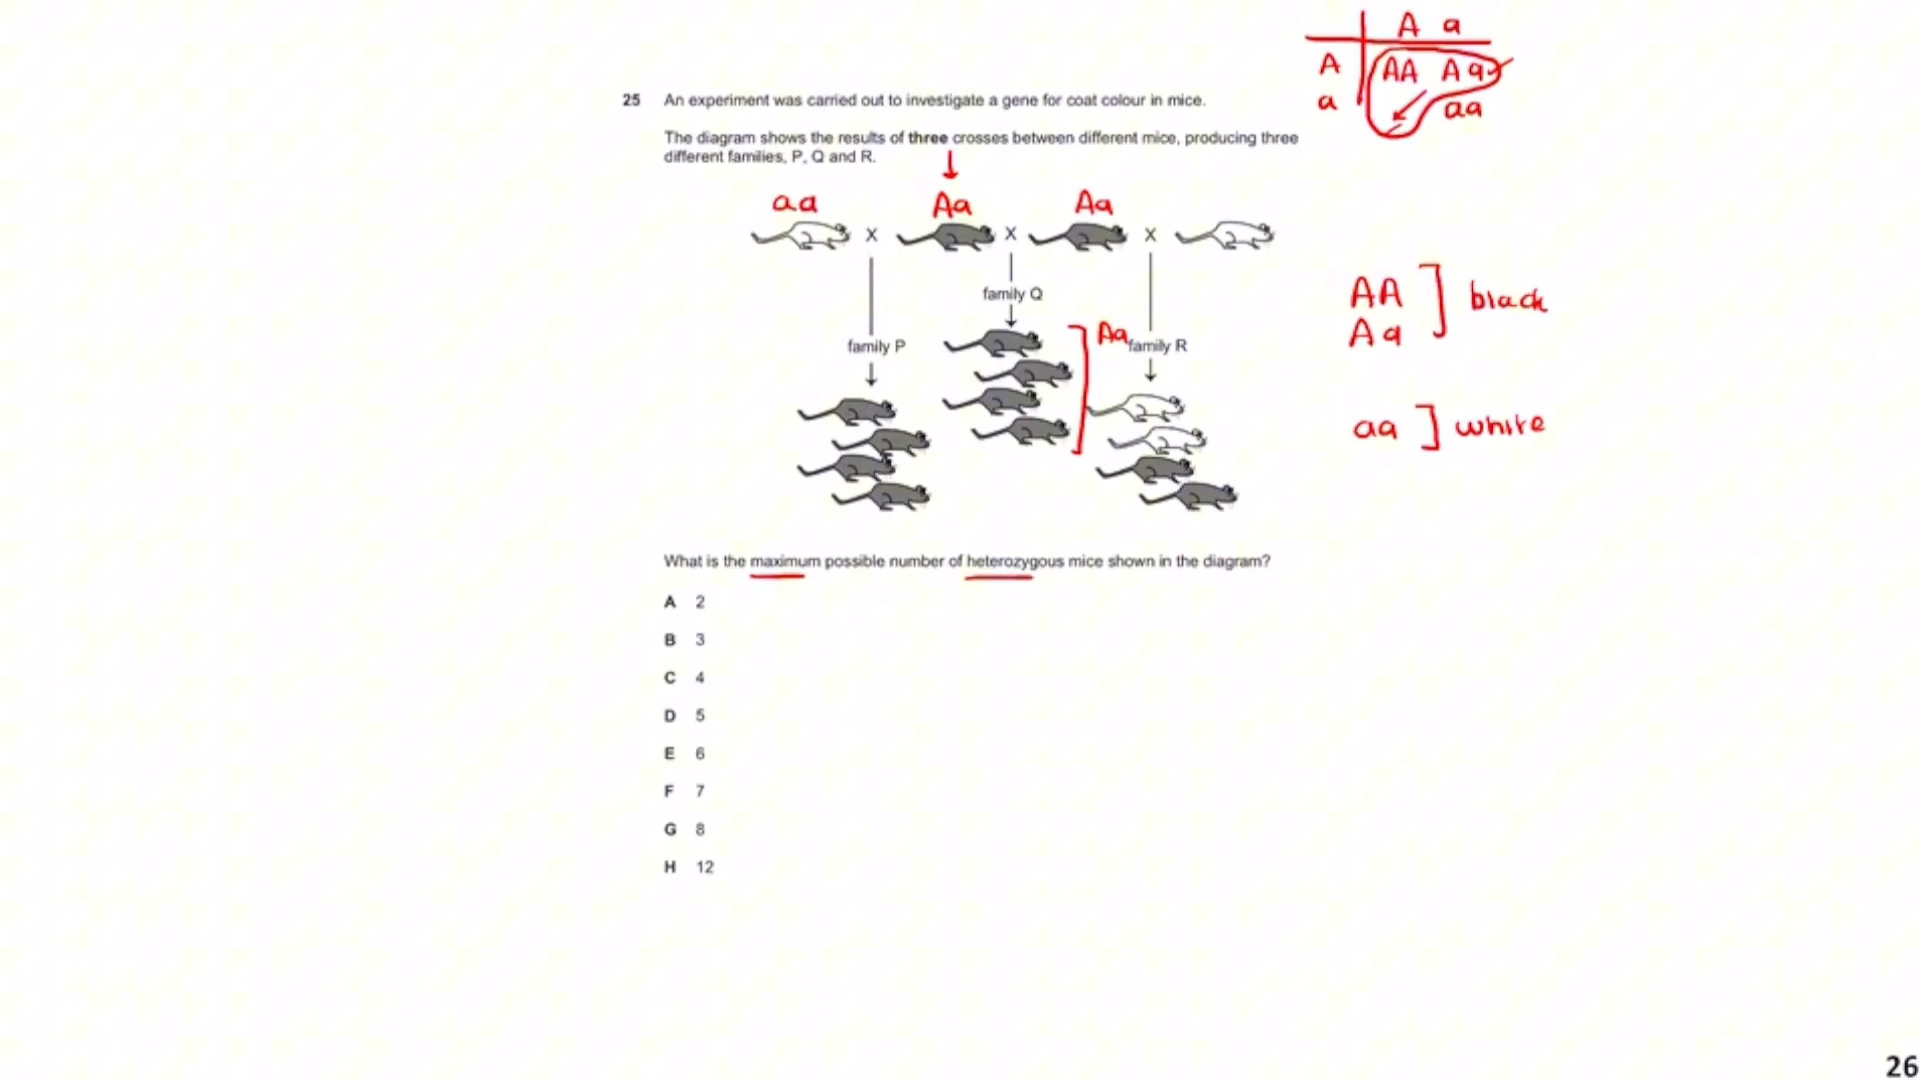 A a
A AA Aa
a aa
25 An experiment was carried out to investigate a gene for coat colour in mice.
The diagram shows the results of three crosses between different mice, producing three
different families, P, Q and R.
aa Aa Aa
X X X
family Q
family P
Aa
family R
AA
Aa
black
aa
white
What is the maximum possible number of heterozygous mice shown in the diagram?
A 2
B 3
C 4
D 5
E 6
F 7
G 8
H 12
26